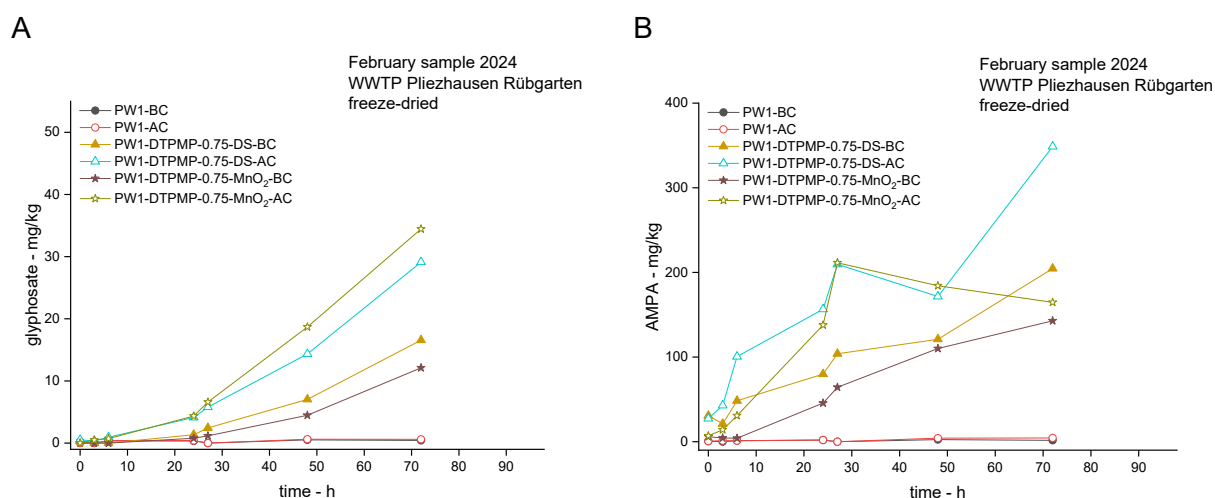 A
February sample 2024
WWTP Pliezhausen Rübgarten
freeze-dried
PW1-BC
PW1-AC
PW1-DTPMP-0.75-DS-BC
PW1-DTPMP-0.75-DS-AC
PW1-DTPMP-0.75-MnO₂-BC
PW1-DTPMP-0.75-MnO₂-AC
50
40
30
20
10
0
glyphosate - mg/kg
0 10 20 30 40 50 60 70 80 90
time - h
B
February sample 2024
WWTP Pliezhausen Rübgarten
freeze-dried
400
300
200
100
0
PW1-BC
PW1-AC
PW1-DTPMP-0.75-DS-BC
PW1-DTPMP-0.75-DS-AC
PW1-DTPMP-0.75-MnO₂-BC
PW1-DTPMP-0.75-MnO₂-AC
AMPA - mg/kg
0 10 20 30 40 50 60 70 80 90
time - h